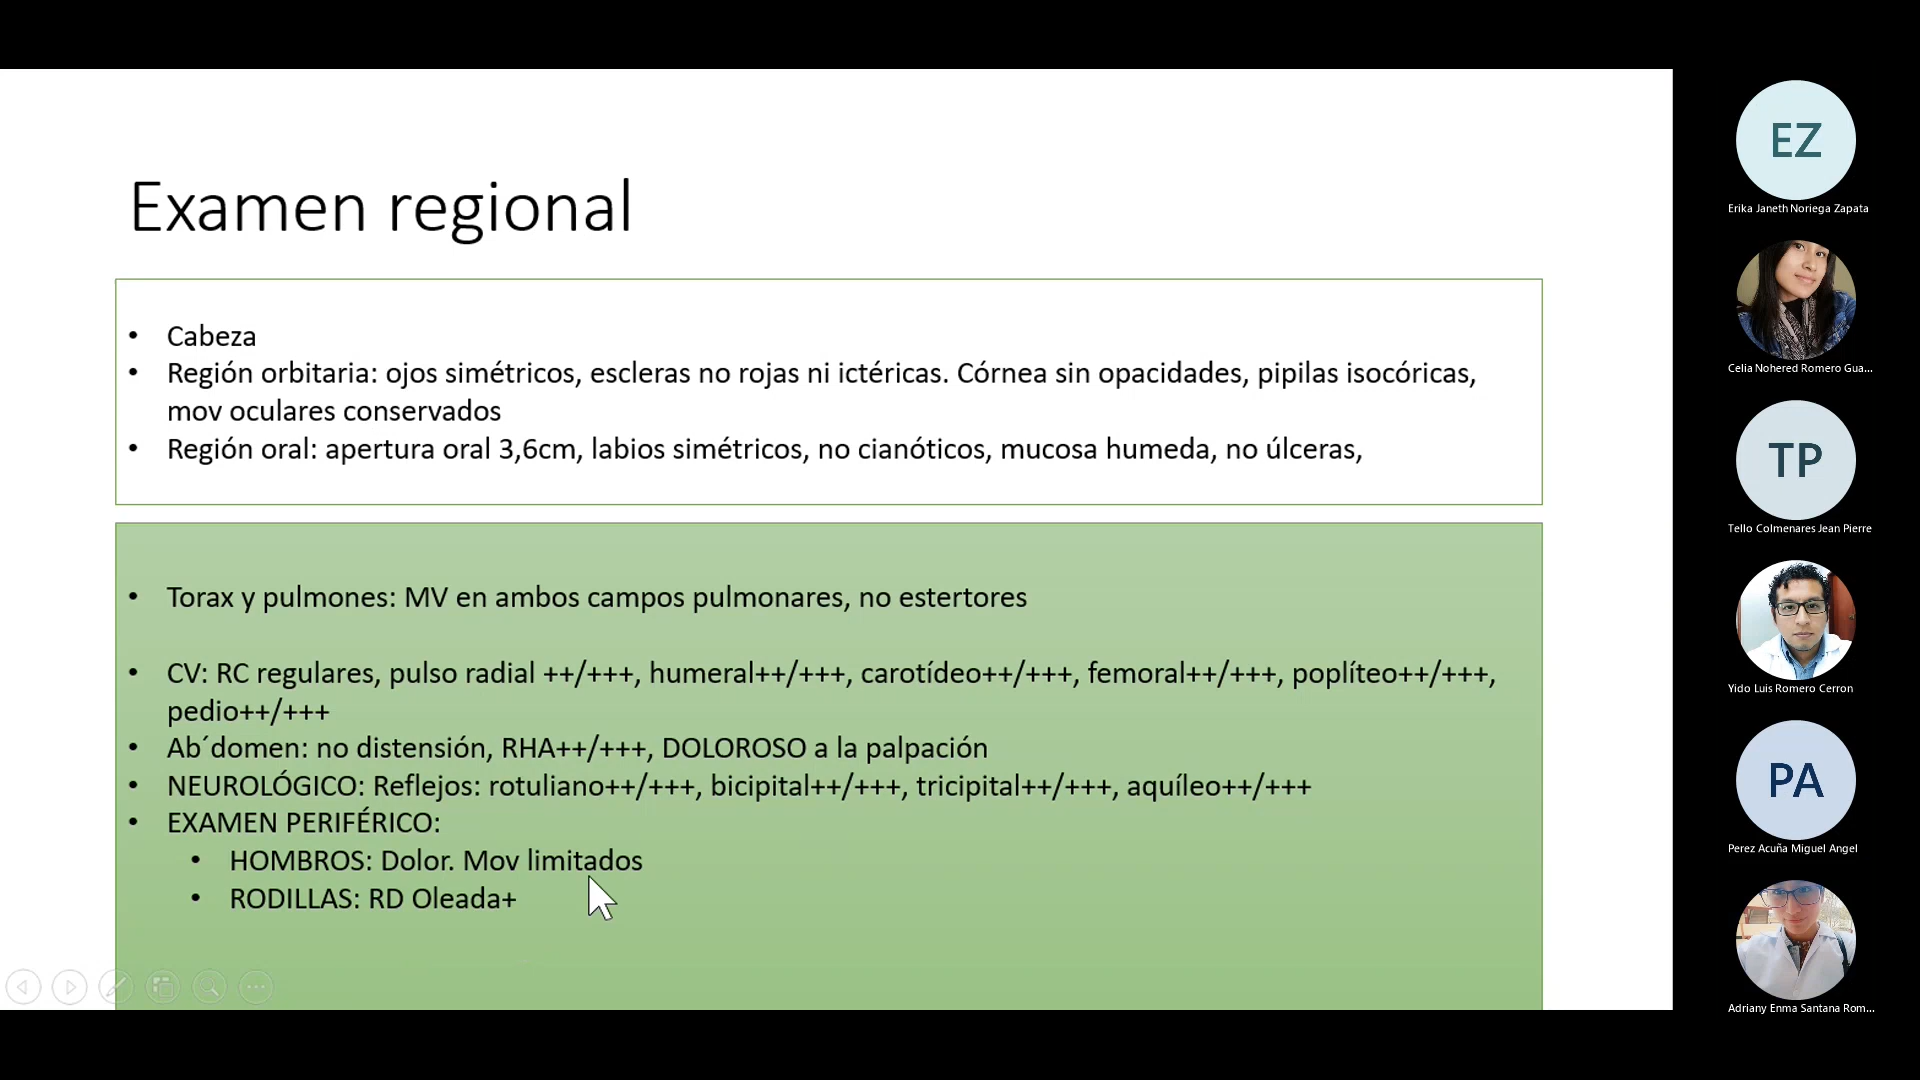 Examen regional
• Cabeza
• Región orbitaria: ojos simétricos, escleras no rojas ni ictéricas. Córnea sin opacidades, pipilas isocóricas,
mov oculares conservados
• Región oral: apertura oral 3,6cm, labios simétricos, no cianóticos, mucosa humeda, no úlceras,
• Torax y pulmones: MV en ambos campos pulmonares, no estertores
• CV: RC regulares, pulso radial ++/+++, humeral++/+++, carotídeo++/+++, femoral++/+++, poplíteo++/+++,
pedio++/+++
• Ab´domen: no distensión, RHA++/+++, DOLOROSO a la palpación
• NEUROLÓGICO: Reflejos: rotuliano++/+++, bicipital++/+++, tricipital++/+++, aquíleo++/+++
• EXAMEN PERIFÉRICO:
• HOMBROS: Dolor. Mov limitados
• RODILLAS: RD Oleada+
EZ
Erika Janeth Noriega Zapata
Celia Nohered Romero Gua...
TP
Tello Colmenares Jean Pierre
Yido Luis Romero Cerron
PA
Perez Acuña Miguel Angel
Adriany Enma Santana Rom...